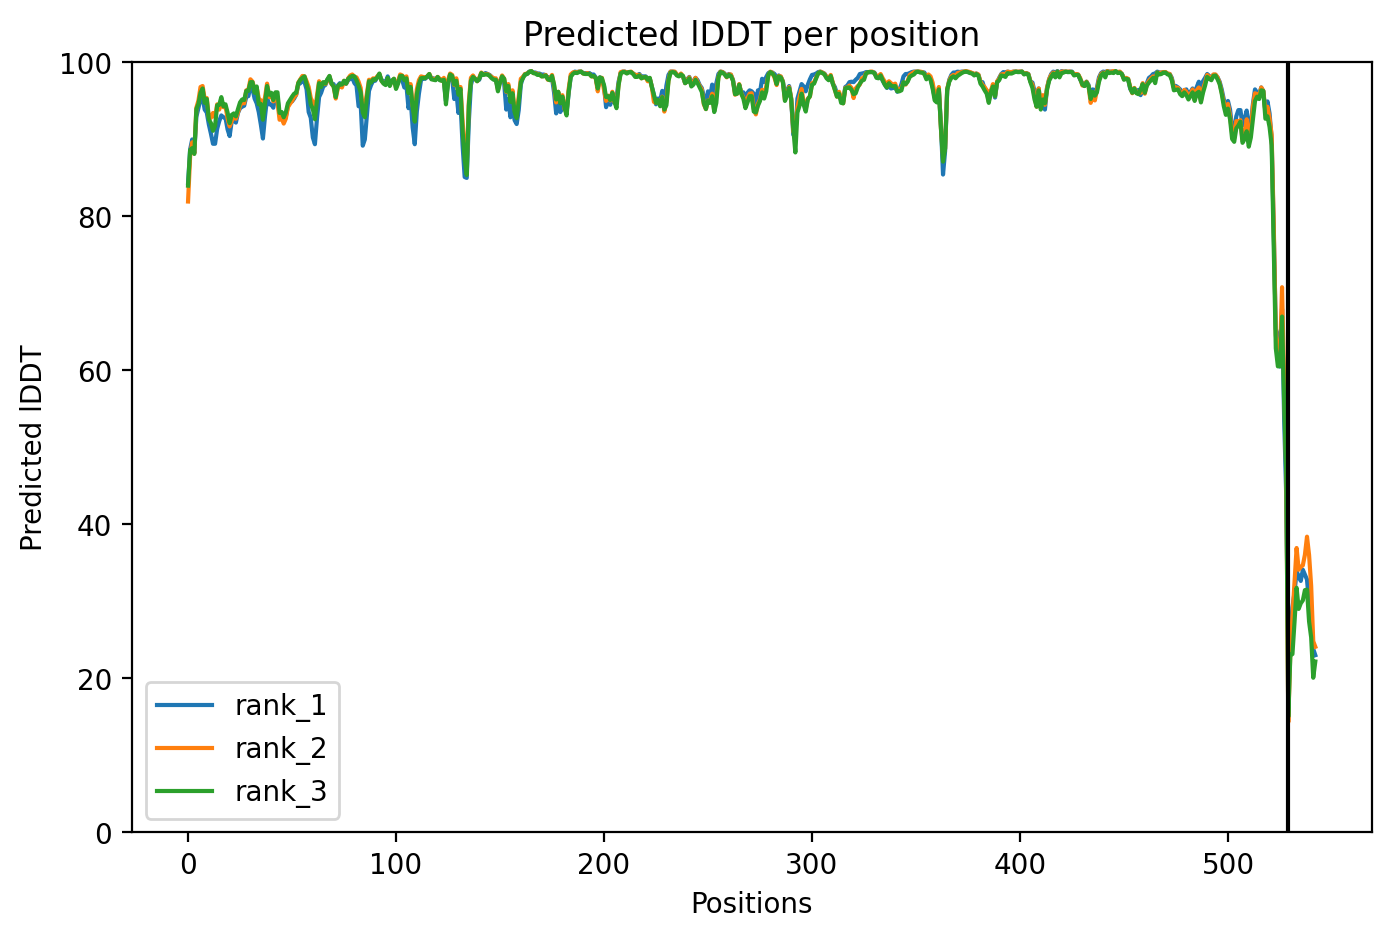 Predicted lDDT per position
Predicted lDDT
100
80
60
40
20
0
rank_1
rank_2
rank_3
0 100 200 300 400 500
Positions